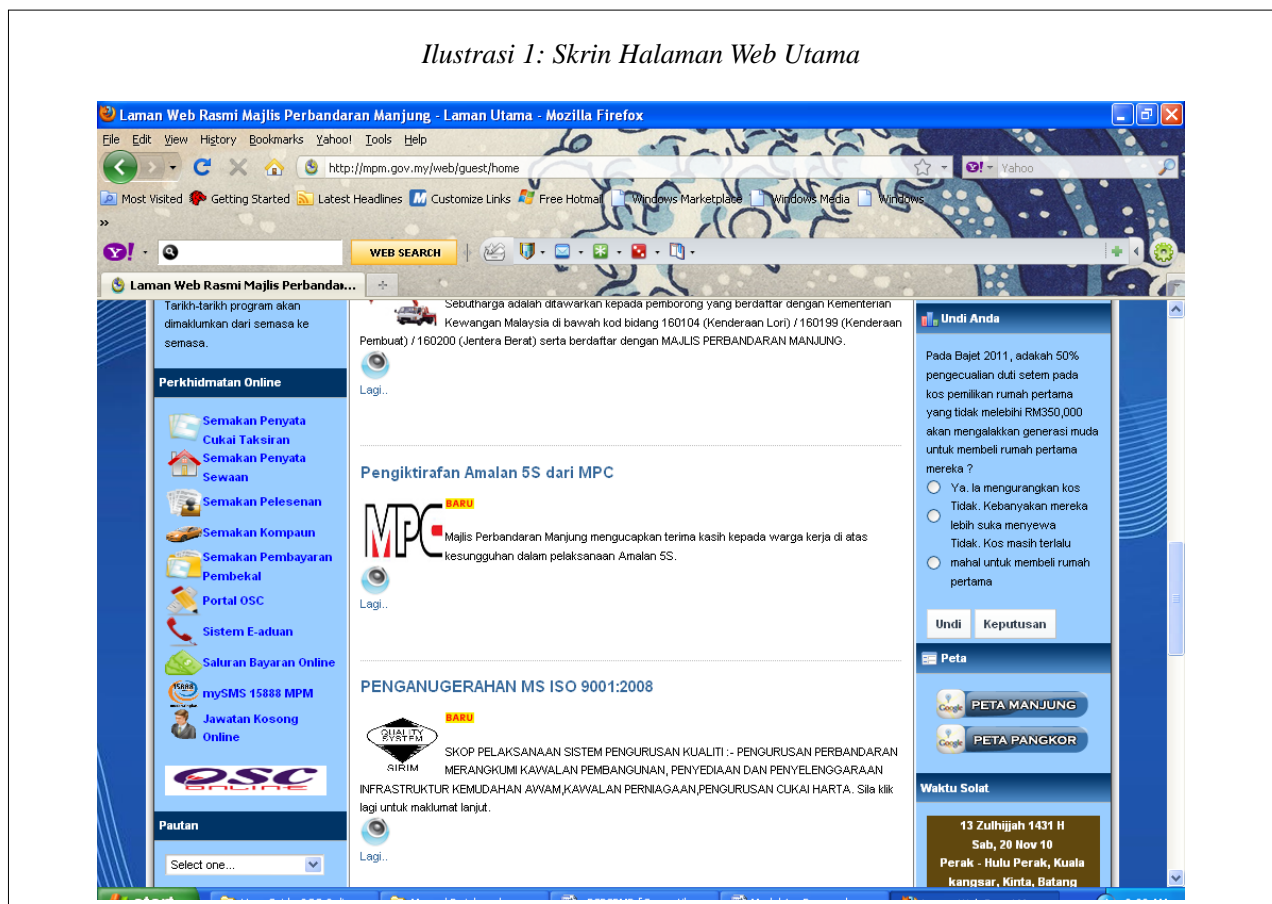 Ilustrasi 1: Skrin Halaman Web Utama
Laman Web Rasmi Majlis Perbandaran Manjung - Laman Utama - Mozilla Firefox
File Edit View History Bookmarks Yahoo! Tools Help
http://mpm.gov.my/web/guest/home
Yahoo
Most Visited Getting Started Latest Headlines Customize Links Free Hotmail Windows Marketplace Windows Media Windows
»
WEB SEARCH
Laman Web Rasmi Majlis Perbandar...
Tarikh-tarikh program akan
dimaklumkan dari semasa ke
semasa.
Perkhidmatan Online
Semakan Penyata
Cukai Taksiran
Semakan Penyata
Sewaan
Semakan Pelesenan
Semakan Kompaun
Semakan Pembayaran
Pembekal
Portal OSC
Sistem E-aduan
Saluran Bayaran Online
mySMS 15888 MPM
Jawatan Kosong
Online
OSC
ONLINE
Pautan
Select one...
Sebutharga adalah ditawarkan kepada pemborong yang berdaftar dengan Kementerian
Kewangan Malaysia di bawah kod bidang 160104 (Kenderaan Lori) / 160199 (Kenderaan
Pembuat) / 160200 (Jentera Berat) serta berdaftar dengan MAJLIS PERBANDARAN MANJUNG.
Lagi..
Pengiktirafan Amalan 5S dari MPC
BARU
MPC
Majlis Perbandaran Manjung mengucapkan terima kasih kepada warga kerja di atas
kesungguhan dalam pelaksanaan Amalan 5S.
Lagi..
PENGANUGERAHAN MS ISO 9001:2008
BARU
QUALITY
SYSTEM
SIRIM
SKOP PELAKSANAAN SISTEM PENGURUSAN KUALITI :- PENGURUSAN PERBANDARAN
MERANGKUMI KAWALAN PEMBANGUNAN, PENYEDIAAN DAN PENYELENGGARAAN
INFRASTRUKTUR KEMUDAHAN AWAM,KAWALAN PERNIAGAAN,PENGURUSAN CUKAI HARTA. Sila klik
lagi untuk maklumat lanjut.
Lagi..
Undi Anda
Pada Bajet 2011, adakah 50%
pengecualian duti setem pada
kos pemilikan rumah pertama
yang tidak melebihi RM350,000
akan mengalakkan generasi muda
untuk membeli rumah pertama
mereka ?
Ya. Ia mengurangkan kos
Tidak. Kebanyakan mereka
lebih suka menyewa
Tidak. Kos masih terlalu
mahal untuk membeli rumah
pertama
Undi Keputusan
Peta
Google PETA MANJUNG
Google PETA PANGKOR
Waktu Solat
13 Zulhijjah 1431 H
Sab, 20 Nov 10
Perak - Hulu Perak, Kuala
kangsar, Kinta, Batang